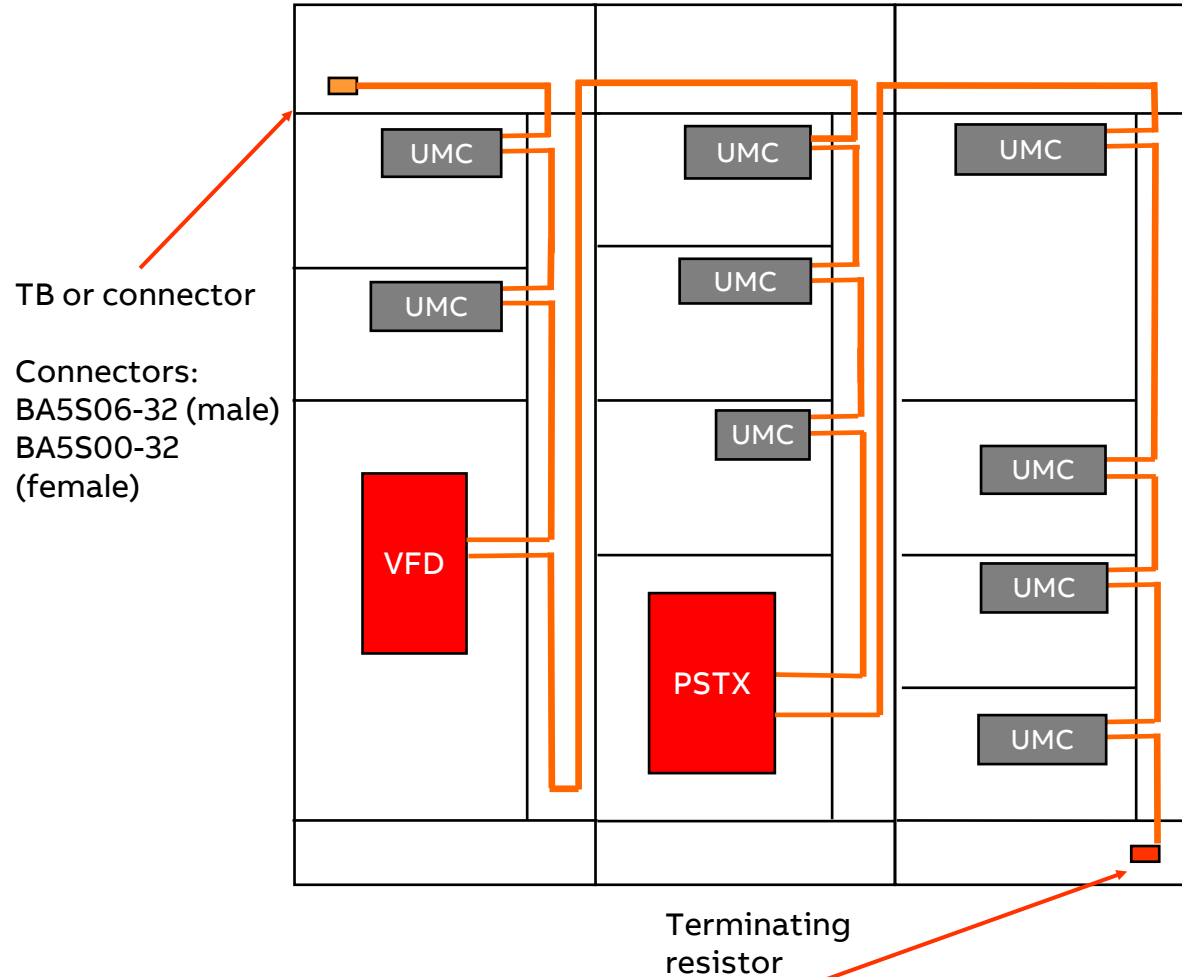 UMC
UMC
UMC
UMC
UMC
TB or connector
Connectors:
BA5S06-32 (male)
BA5S00-32
(female)
UMC
UMC
VFD
UMC
PSTX
UMC
Terminating
resistor